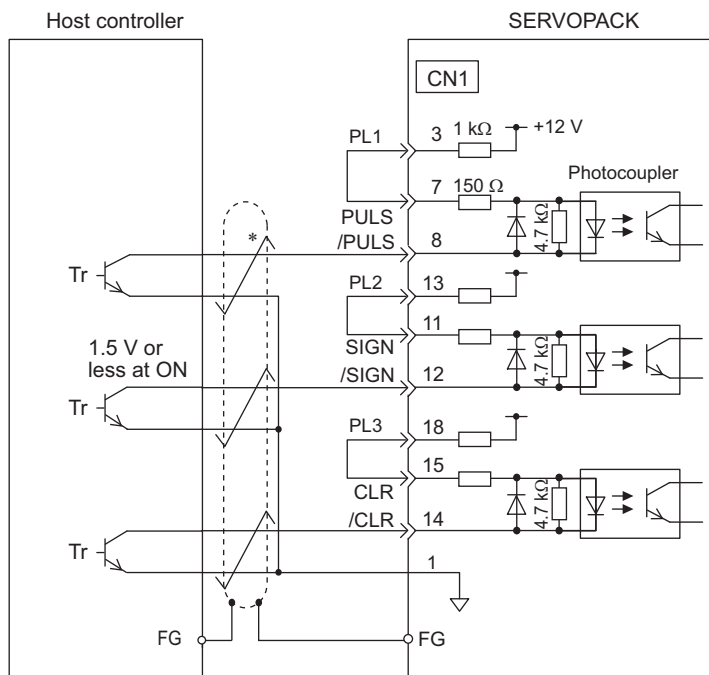 Host controller
SERVOPACK
CN1
PL1
3
1 kΩ
+12 V
7
150 Ω
Photocoupler
PULS
/PULS
8
4.7 kΩ
*
Tr
PL2
13
11
SIGN
/SIGN
12
4.7 kΩ
1.5 V or
less at ON
Tr
PL3
18
15
CLR
/CLR
14
4.7 kΩ
Tr
1
FG
FG